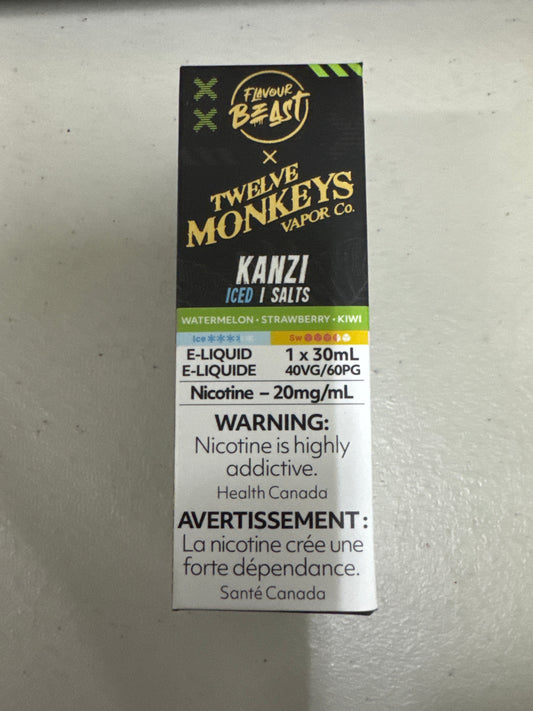 FLAVOUR
BEAST
X
TWELVE
MONKEYS
VAPOR Co.
KANZI
ICED | SALTS
WATERMELON • STRAWBERRY • KIWI
Ice Sw
E-LIQUID 1 x 30mL
E-LIQUIDE 40VG/60PG
Nicotine – 20mg/mL
WARNING:
Nicotine is highly
addictive.
Health Canada
AVERTISSEMENT :
La nicotine crée une
forte dépendance.
Santé Canada